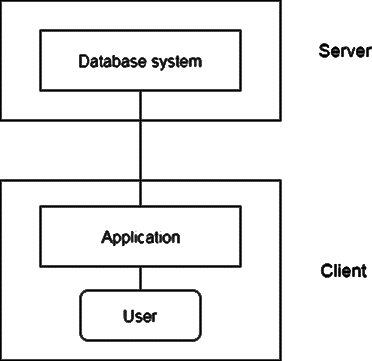 Database system
Server
Application
Client
User